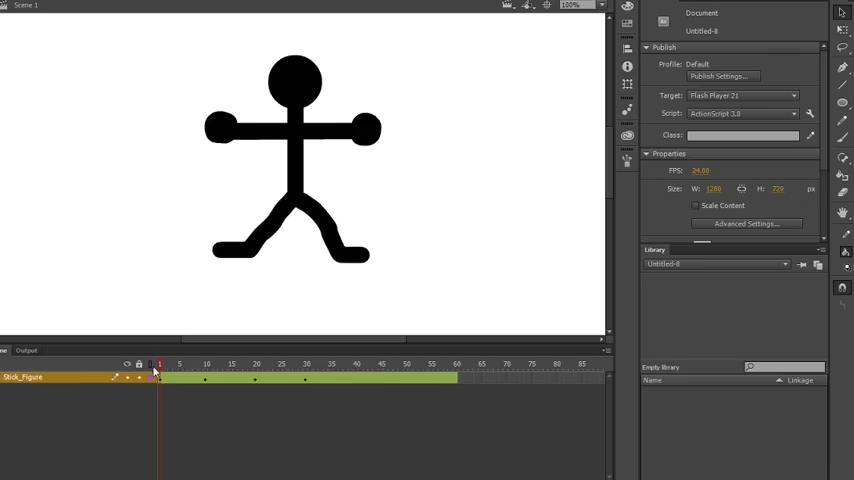 Scene 1
100%
Document
Untitled-8
Publish
Profile: Default
Publish Settings...
Target: Flash Player 21
Script: ActionScript 3.0
Class:
Properties
FPS: 24.00
Size: W: 1280 H: 720 px
Scale Content
Advanced Settings...
Library
Untitled-8
Empty library
Name Linkage
Output
1 5 10 15 20 25 30 35 40 45 50 55 60 65 70 75 80 85
Stick_Figure